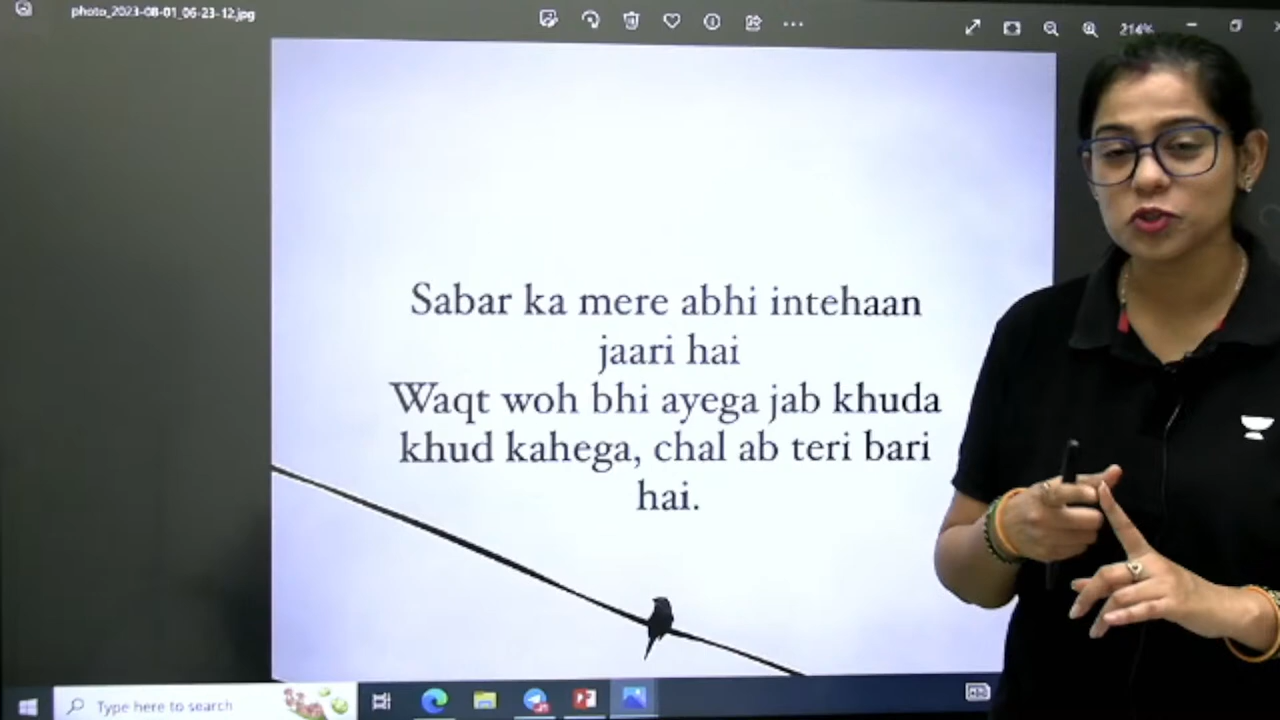 photo_2023-08-01_06-23-12.jpg
214%
Sabar ka mere abhi intehaan
jaari hai
Waqt woh bhi ayega jab khuda
khud kahega, chal ab teri bari
hai.
Type here to search